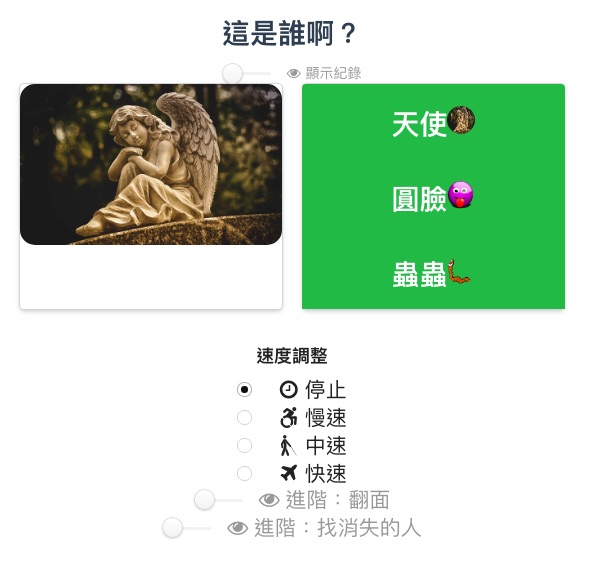 這是誰啊？
顯示紀錄
天使
圓臉
蟲蟲
速度調整
停止
慢速
中速
快速
進階：翻面
進階：找消失的人